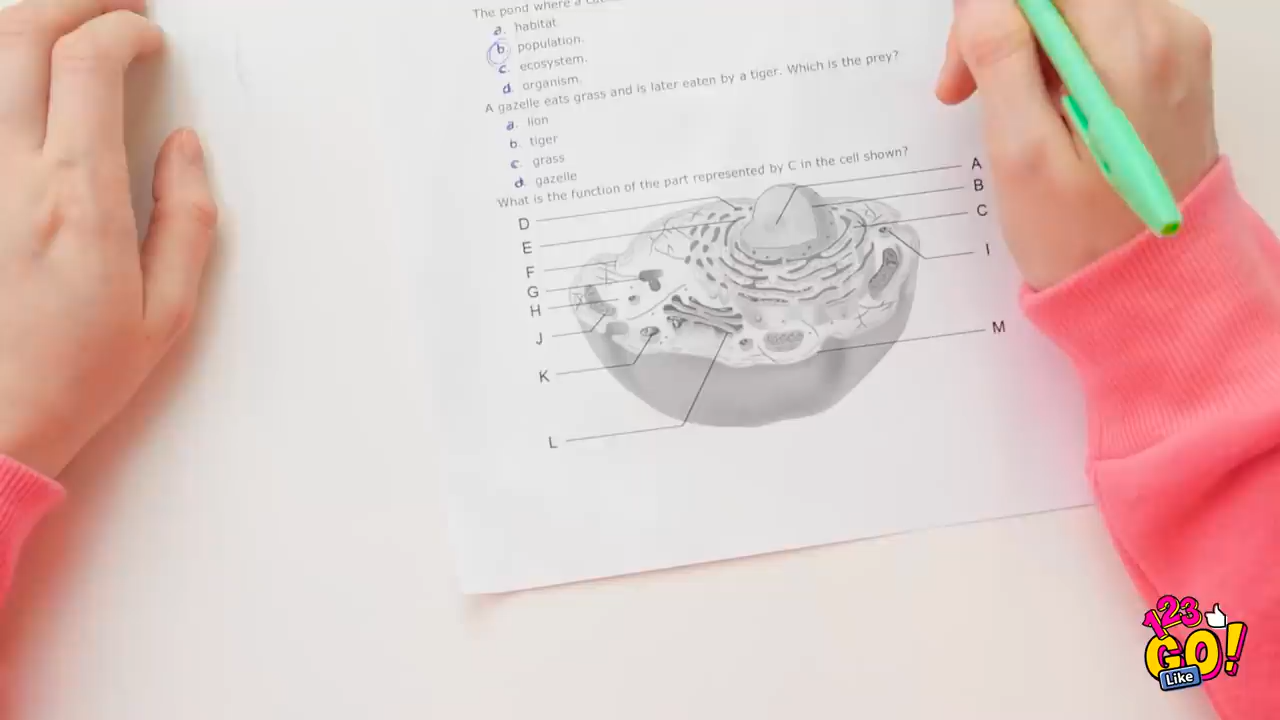 The pond where a
a. habitat
b. population.
c. ecosystem.
d. organism.
A gazelle eats grass and is later eaten by a tiger. Which is the prey?
a. lion
b. tiger
c. grass
d. gazelle
What is the function of the part represented by C in the cell shown?
A
B
C
D
E
F
G
H
I
J
K
L
M
123
GO!
Like